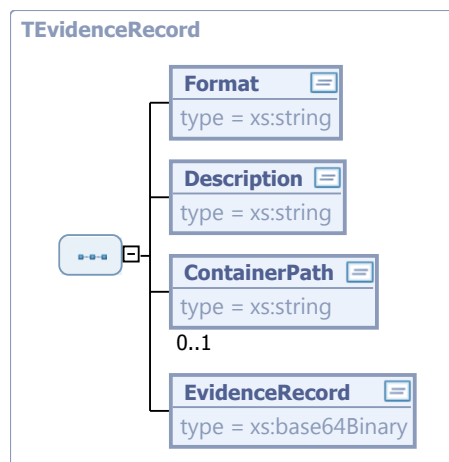 TEvidenceRecord
Format
type = xs:string
Description
type = xs:string
ContainerPath
type = xs:string
0..1
EvidenceRecord
type = xs:base64Binary